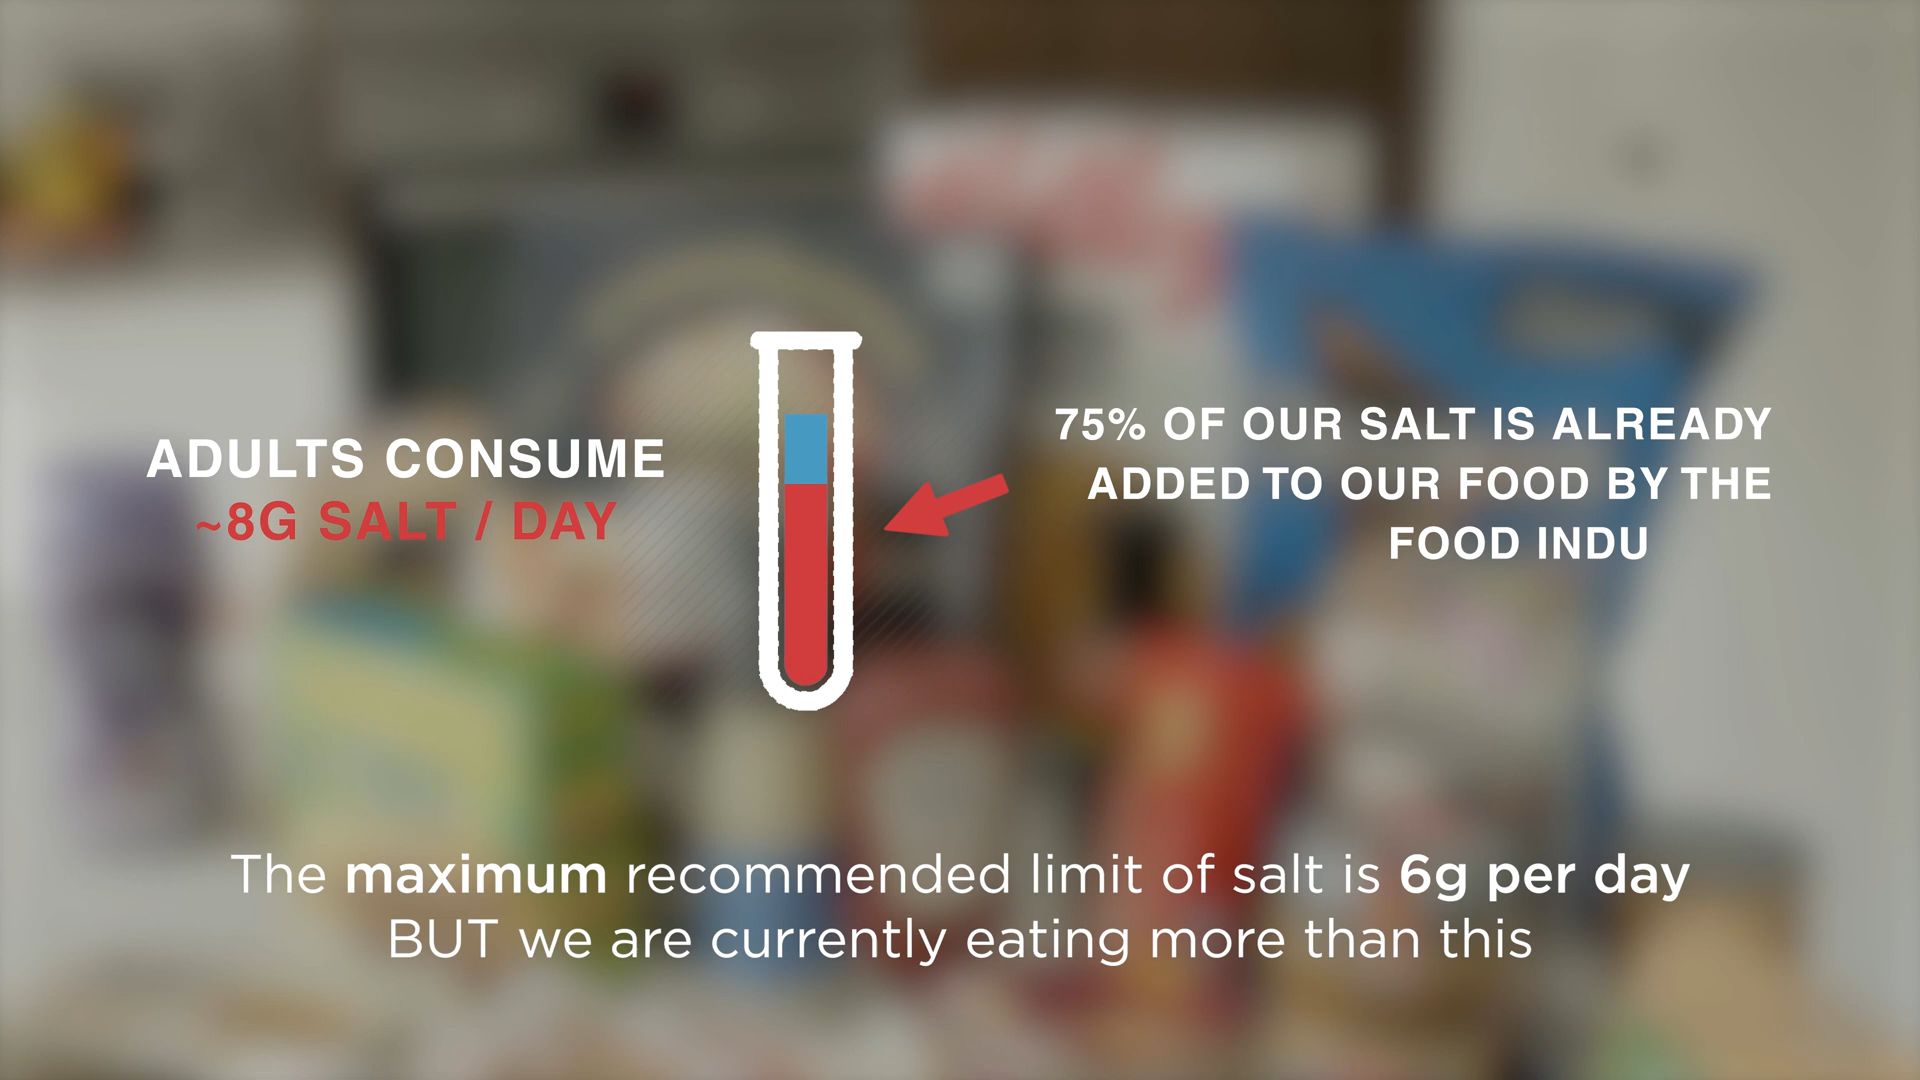 ADULTS CONSUME
~8G SALT / DAY
75% OF OUR SALT IS ALREADY
ADDED TO OUR FOOD BY THE
FOOD INDU
The maximum recommended limit of salt is 6g per day
BUT we are currently eating more than this